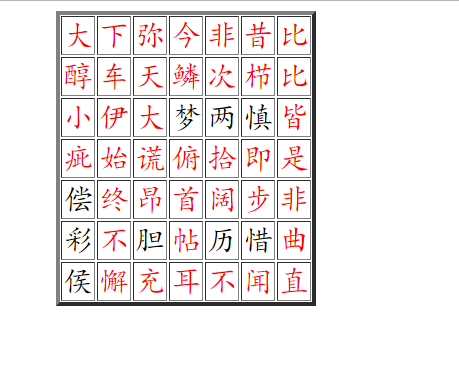 大下弥今非昔比
醇车天鳞次栉比
小伊大梦两慎皆
疵始谎俯拾即是
偿终昂首阔步非
彩不胆帖历惜曲
侯懈充耳不闻直